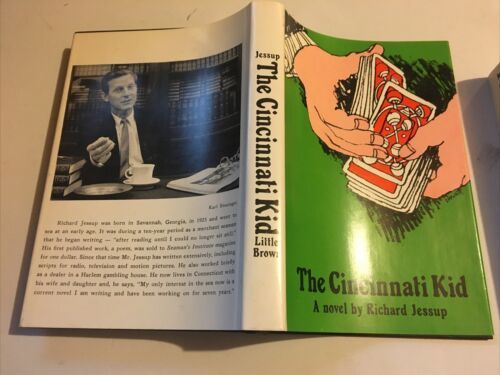 Karl Bissinger
Richard Jessup was born in Savannah, Georgia, in 1925 and went to
sea at an early age. It was during a ten-year period as a merchant seaman
that he began writing — "after reading until I could no longer sit still."
His first published work, a poem, was sold to Seaman's Institute magazine
for one dollar. Since that time Mr. Jessup has written extensively, including
scripts for radio, television and motion pictures. He also worked briefly
as a dealer in a Harlem gambling house. He now lives in Connecticut with
his wife and daughter and, he says, "My only interest in the sea now is a
current novel I am writing and have been working on for seven years."
Jessup
The Cincinnati Kid
Little
Brown
The Cincinnati Kid
A novel by Richard Jessup